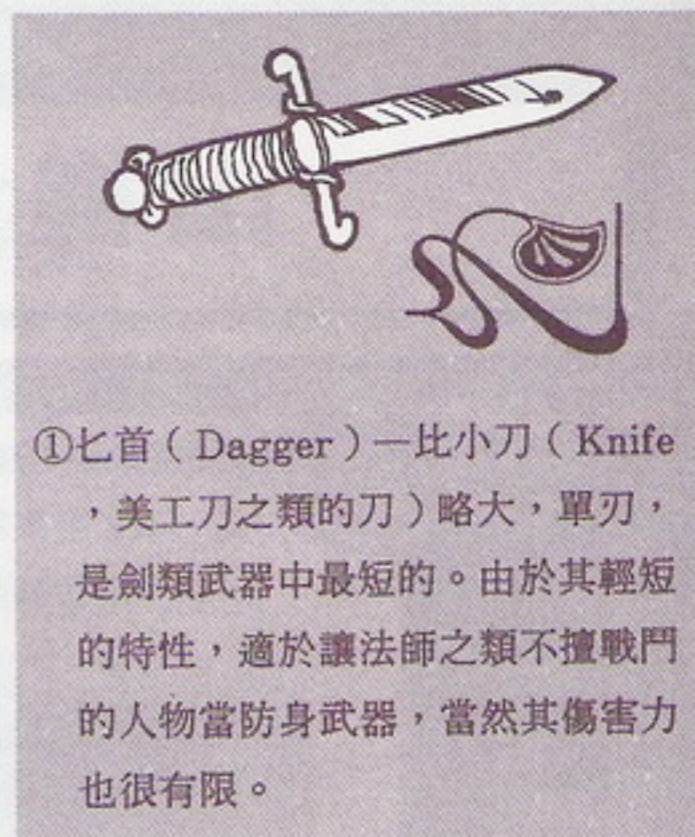 ①匕首（Dagger）—比小刀（Knife
，美工刀之類的刀）略大，單刃，
是劍類武器中最短的。由於其輕短
的特性，適於讓法師之類不擅戰鬥
的人物當防身武器，當然其傷害力
也很有限。